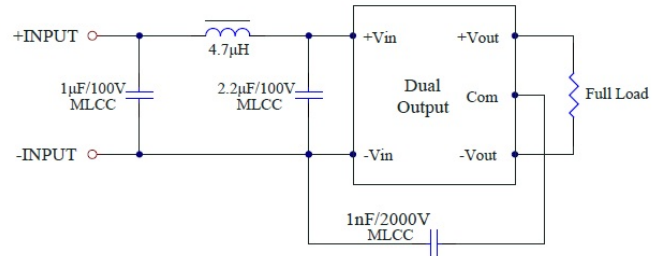 +INPUT
4.7µH
+Vin
+Vout
1µF/100V
MLCC
2.2µF/100V
MLCC
Dual
Output
Com
Full Load
-INPUT
-Vin
-Vout
1nF/2000V
MLCC